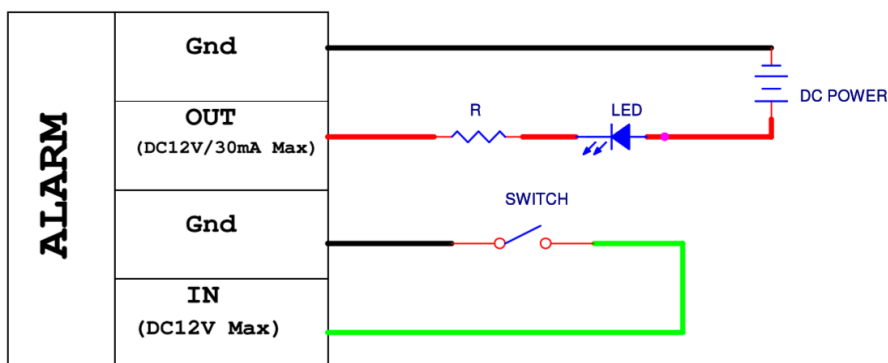 ALARM
Gnd
OUT
(DC12V/30mA Max)
Gnd
IN
(DC12V Max)
R
LED
DC POWER
SWITCH